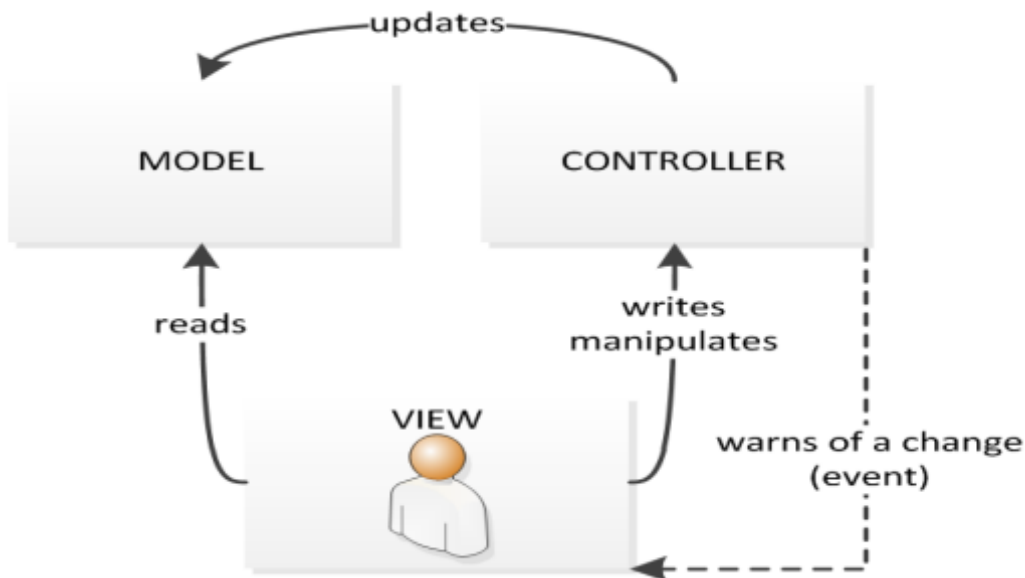 updates
MODEL
CONTROLLER
reads
writes
manipulates
VIEW
warns of a change
(event)